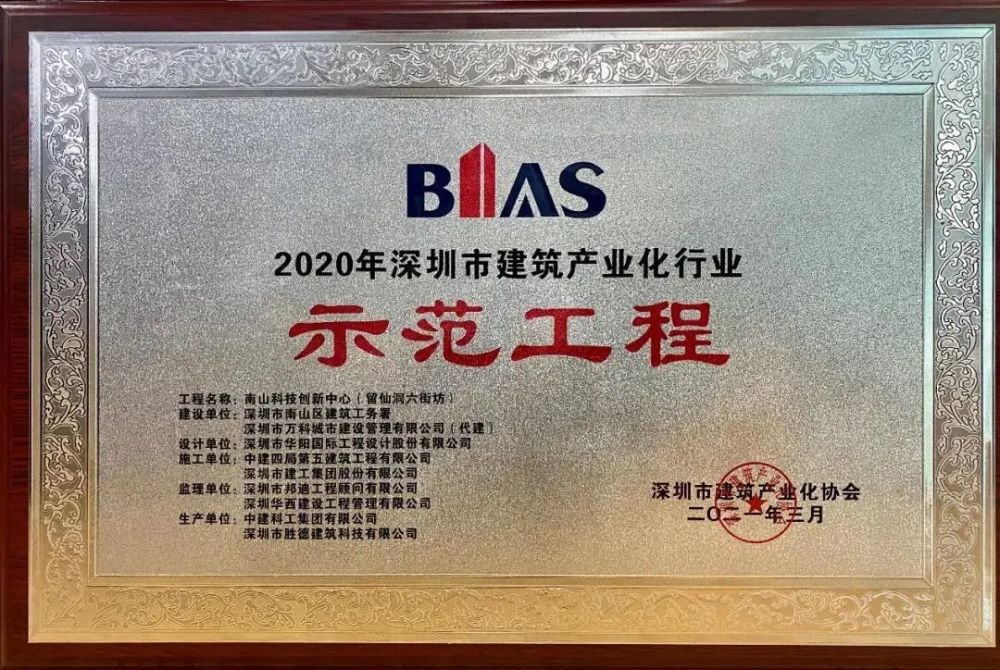 BIAS
2020年深圳市建筑产业化行业
示范工程
工程名称：南山科技创新中心（留仙洞六街坊）
建设单位：深圳市南山区建筑工务署
深圳市万科城市建设管理有限公司（代建）
设计单位：深圳市华阳国际工程设计股份有限公司
施工单位：中建四局第五建筑工程有限公司
深圳市建工集团股份有限公司
监理单位：深圳市邦迪工程顾问有限公司
深圳华西建设工程管理有限公司
生产单位：中建科工集团有限公司
深圳市胜德建筑科技有限公司
深圳市建筑产业化协会
二〇二一年三月